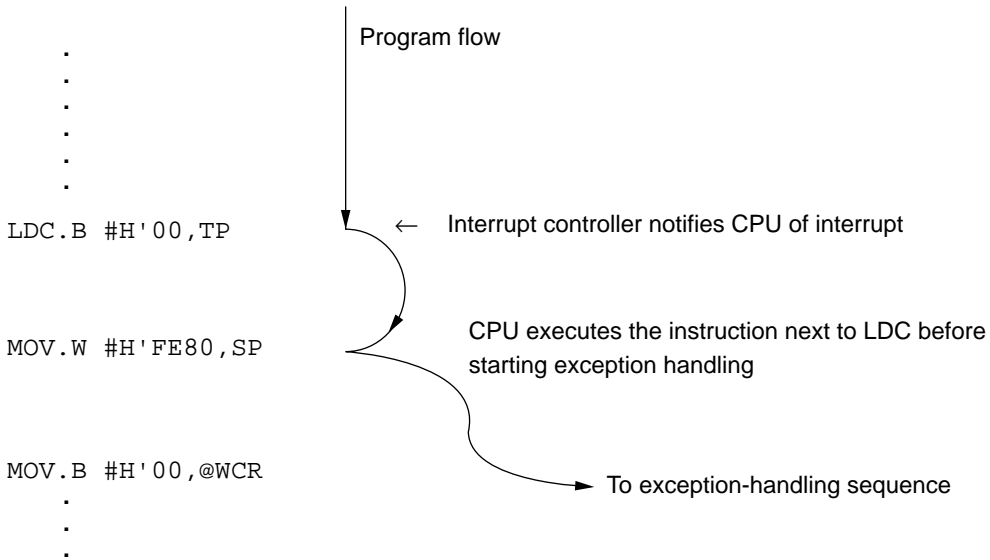 Program flow
.
.
.
.
.
.
LDC.B #H'00,TP
← Interrupt controller notifies CPU of interrupt
MOV.W #H'FE80,SP
CPU executes the instruction next to LDC before
starting exception handling
MOV.B #H'00,@WCR
To exception-handling sequence
.
.
.